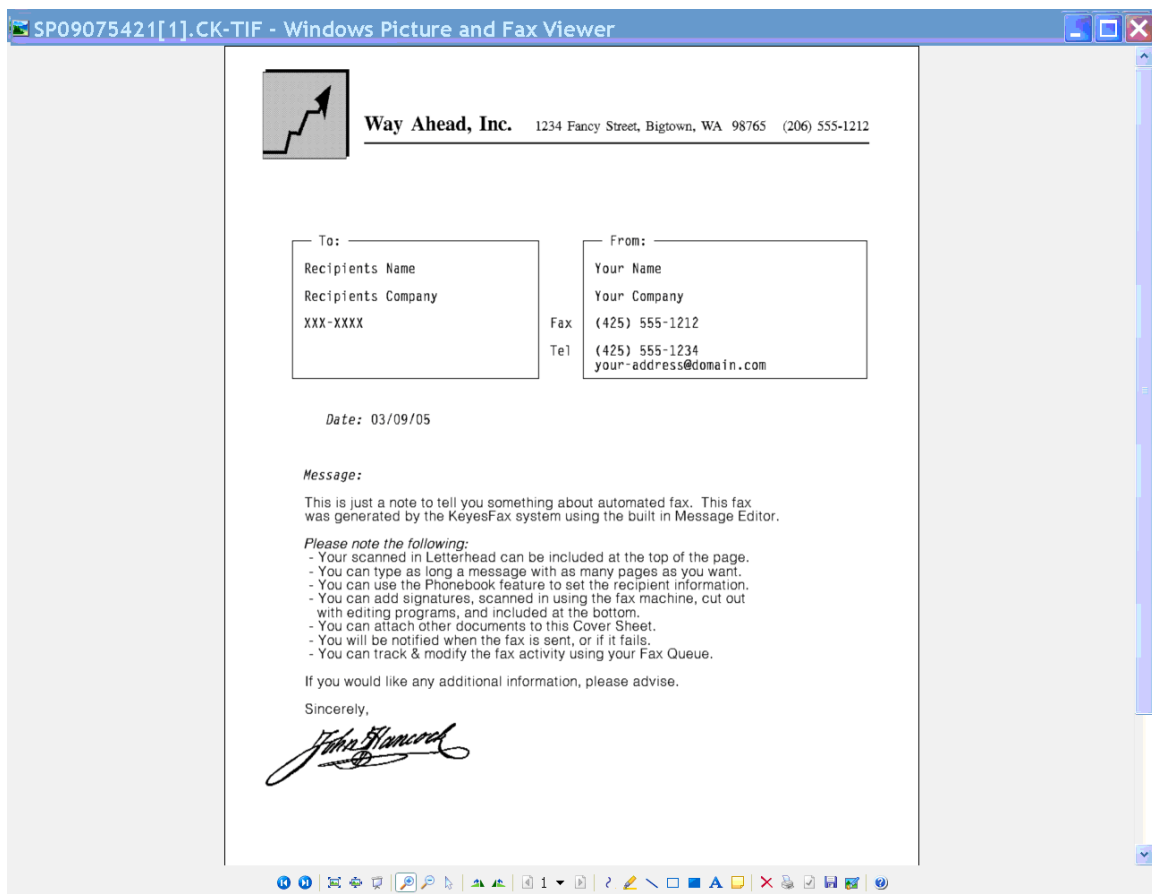 SP09075421[1].CK-TIF - Windows Picture and Fax Viewer
Way Ahead, Inc. 1234 Fancy Street, Bigtown, WA 98765 (206) 555-1212
To: From:
Recipients Name Your Name
Recipients Company Your Company
XXX-XXXX Fax (425) 555-1212
Tel (425) 555-1234
your-address@domain.com
Date: 03/09/05
Message:
This is just a note to tell you something about automated fax. This fax
was generated by the KeyesFax system using the built in Message Editor.
Please note the following:
- Your scanned in Letterhead can be included at the top of the page.
- You can type as long a message with as many pages as you want.
- You can use the Phonebook feature to set the recipient information.
- You can add signatures, scanned in using the fax machine, cut out
with editing programs, and included at the bottom.
- You can attach other documents to this Cover Sheet.
- You will be notified when the fax is sent, or if it fails.
- You can track & modify the fax activity using your Fax Queue.
If you would like any additional information, please advise.
Sincerely,
John Hancock
1
A